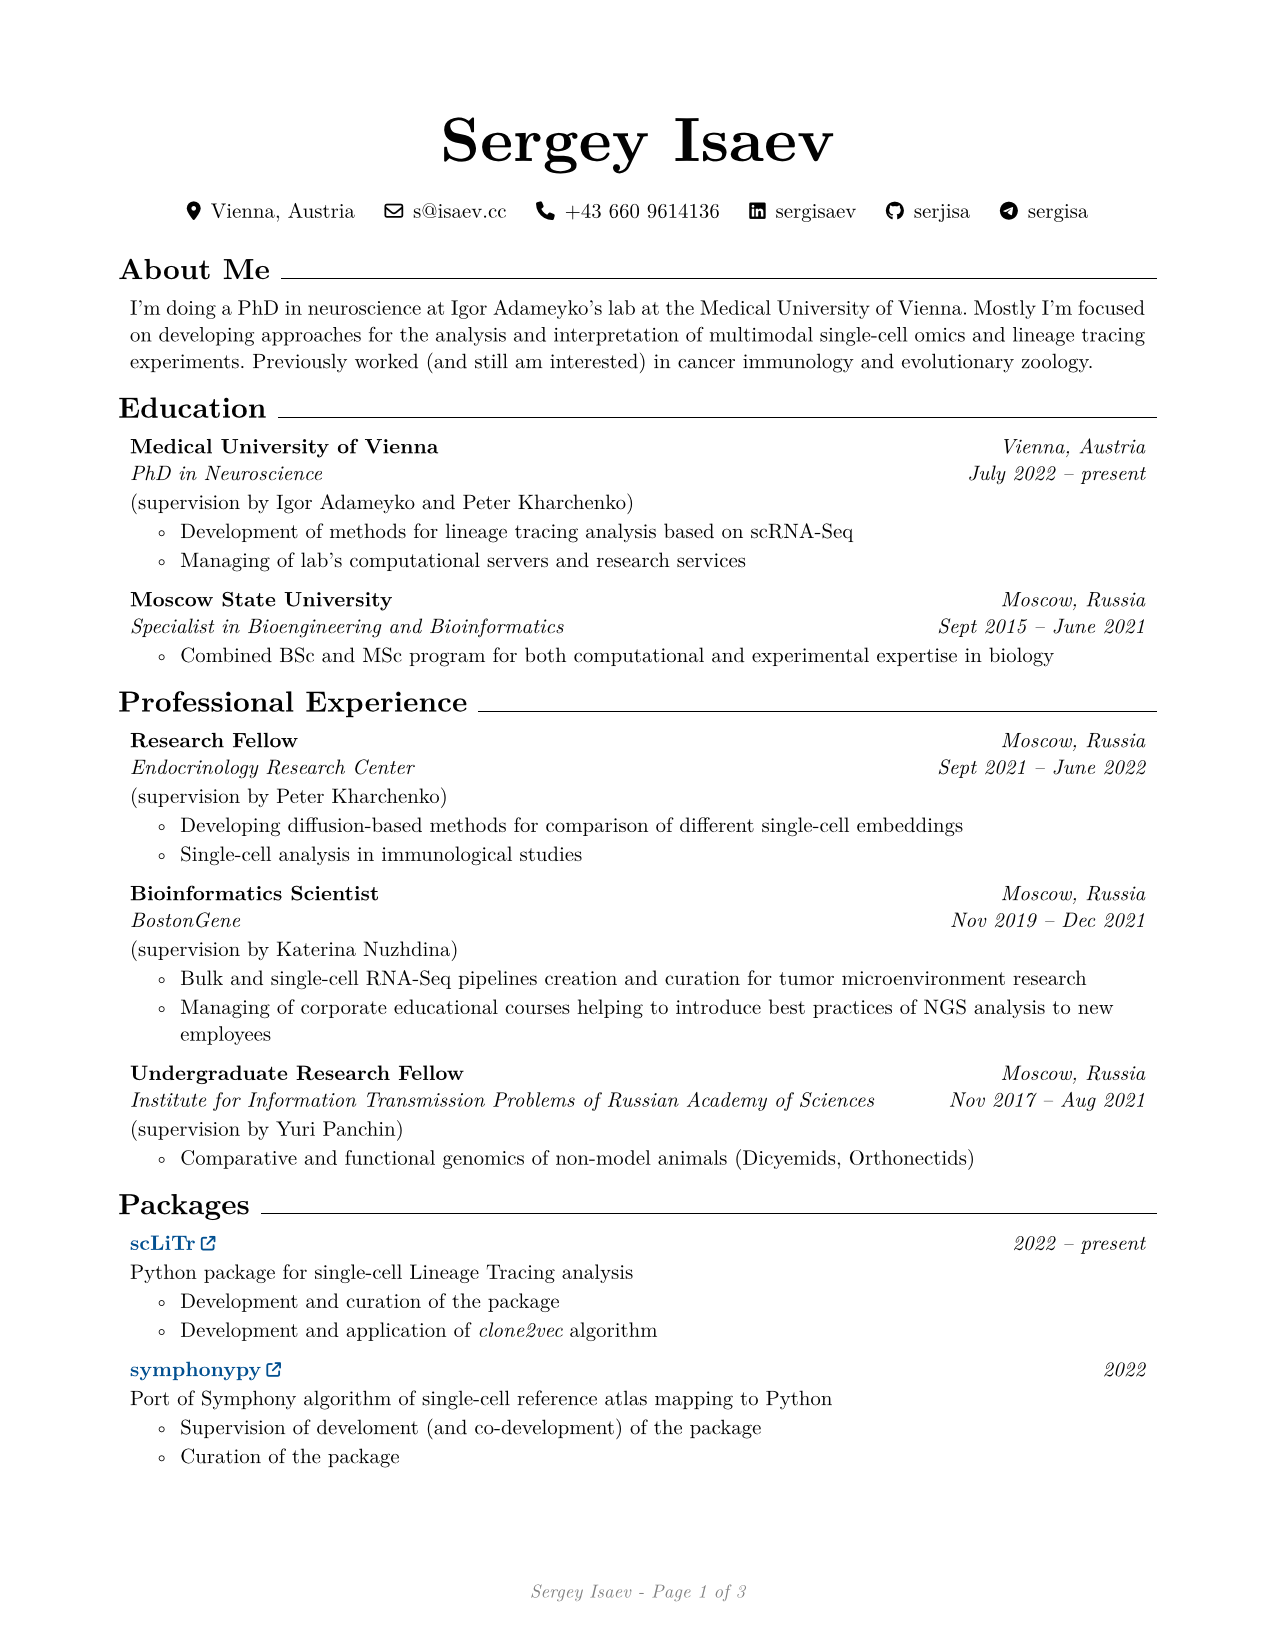 Sergey Isaev
Vienna, Austria s@isaev.cc +43 660 9614136 sergisaev serjisa sergisa
About Me
I'm doing a PhD in neuroscience at Igor Adameyko's lab at the Medical University of Vienna. Mostly I'm focused
on developing approaches for the analysis and interpretation of multimodal single-cell omics and lineage tracing
experiments. Previously worked (and still am interested) in cancer immunology and evolutionary zoology.
Education
Medical University of Vienna Vienna, Austria
PhD in Neuroscience July 2022 – present
(supervision by Igor Adameyko and Peter Kharchenko)
◦ Development of methods for lineage tracing analysis based on scRNA-Seq
◦ Managing of lab's computational servers and research services
Moscow State University Moscow, Russia
Specialist in Bioengineering and Bioinformatics Sept 2015 – June 2021
◦ Combined BSc and MSc program for both computational and experimental expertise in biology
Professional Experience
Research Fellow Moscow, Russia
Endocrinology Research Center Sept 2021 – June 2022
(supervision by Peter Kharchenko)
◦ Developing diffusion-based methods for comparison of different single-cell embeddings
◦ Single-cell analysis in immunological studies
Bioinformatics Scientist Moscow, Russia
BostonGene Nov 2019 – Dec 2021
(supervision by Katerina Nuzhdina)
◦ Bulk and single-cell RNA-Seq pipelines creation and curation for tumor microenvironment research
◦ Managing of corporate educational courses helping to introduce best practices of NGS analysis to new
employees
Undergraduate Research Fellow Moscow, Russia
Institute for Information Transmission Problems of Russian Academy of Sciences Nov 2017 – Aug 2021
(supervision by Yuri Panchin)
◦ Comparative and functional genomics of non-model animals (Dicyemids, Orthonectids)
Packages
scLiTr 2022 – present
Python package for single-cell Lineage Tracing analysis
◦ Development and curation of the package
◦ Development and application of clone2vec algorithm
symphonypy 2022
Port of Symphony algorithm of single-cell reference atlas mapping to Python
◦ Supervision of develoment (and co-development) of the package
◦ Curation of the package
Sergey Isaev - Page 1 of 3